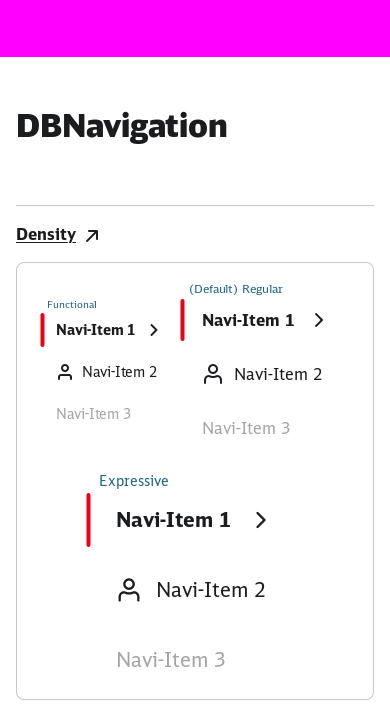 DBNavigation
Density
Functional
Navi-Item 1
Navi-Item 2
Navi-Item 3
(Default) Regular
Navi-Item 1
Navi-Item 2
Navi-Item 3
Expressive
Navi-Item 1
Navi-Item 2
Navi-Item 3